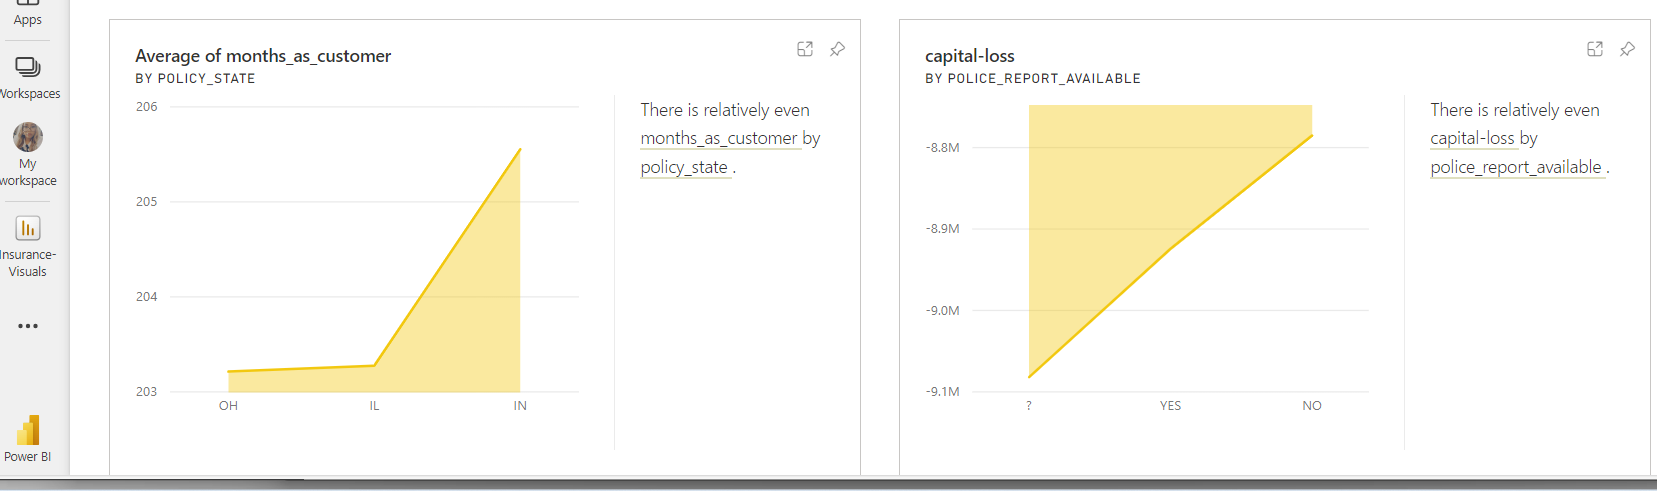 Apps
Workspaces
My
workspace
Insurance-
Visuals
Power BI
Average of months_as_customer
BY POLICY_STATE
206
205
204
203
OH IL IN
There is relatively even
months_as_customer by
policy_state .
capital-loss
BY POLICE_REPORT_AVAILABLE
-8.8M
-8.9M
-9.0M
-9.1M
? YES NO
There is relatively even
capital-loss by
police_report_available .